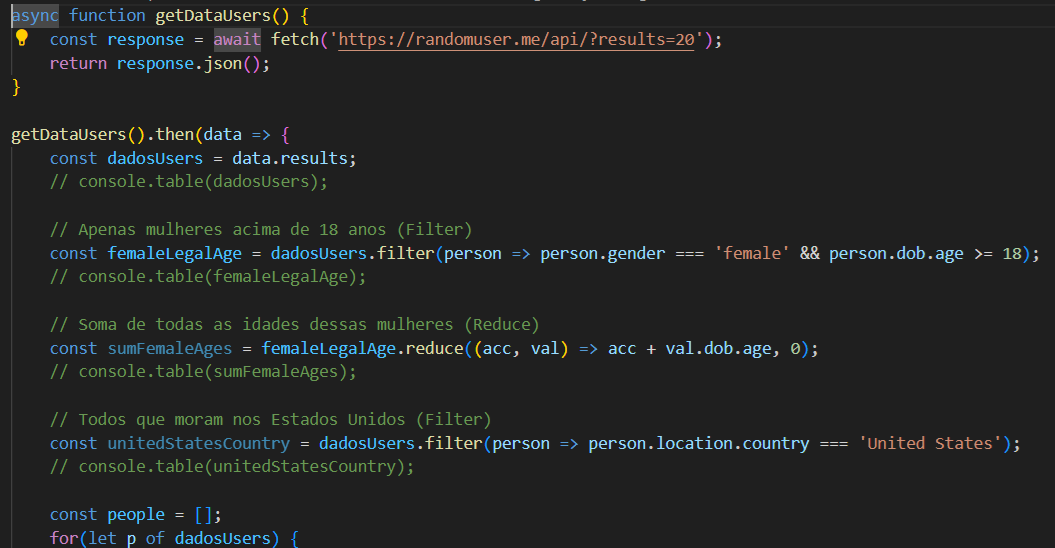 async function getDataUsers() {
const response = await fetch('https://randomuser.me/api/?results=20');
return response.json();
}
getDataUsers().then(data => {
const dadosUsers = data.results;
// console.table(dadosUsers);
// Apenas mulheres acima de 18 anos (Filter)
const femaleLegalAge = dadosUsers.filter(person => person.gender === 'female' && person.dob.age >= 18);
// console.table(femaleLegalAge);
// Soma de todas as idades dessas mulheres (Reduce)
const sumFemaleAges = femaleLegalAge.reduce((acc, val) => acc + val.dob.age, 0);
// console.table(sumFemaleAges);
// Todos que moram nos Estados Unidos (Filter)
const unitedStatesCountry = dadosUsers.filter(person => person.location.country === 'United States');
// console.table(unitedStatesCountry);
const people = [];
for(let p of dadosUsers) {